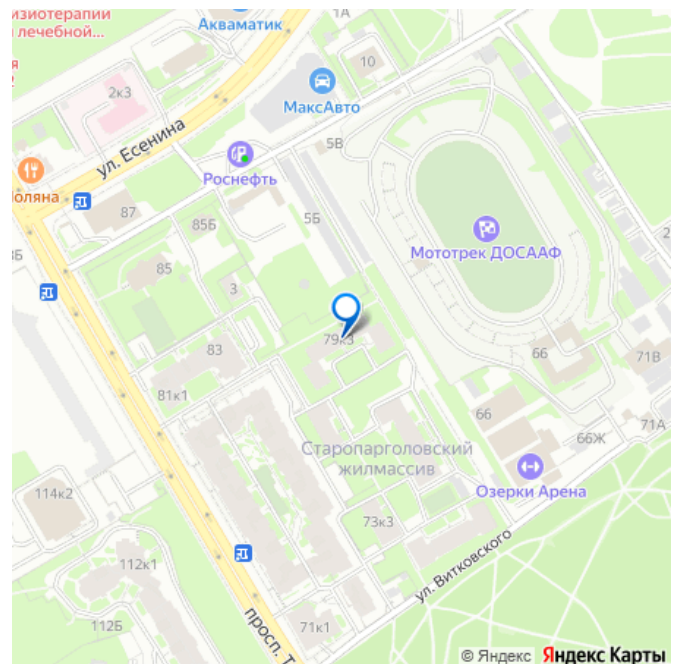 1А
Акваматик
лечебной...
10
2к3
МаксАвто
ул. Есенина
5В
Роснефть
87
85Б
5Б
Мототрек ДОСААФ
85
3
79к3
83
66
71В
81к1
66
71А
66Ж
Старопарголовский
жилмассив
Озерки Арена
114к2
73к3
112к1
ул. Витковского
112Б
71к1
просп. Т
© Яндекс Яндекс Карты